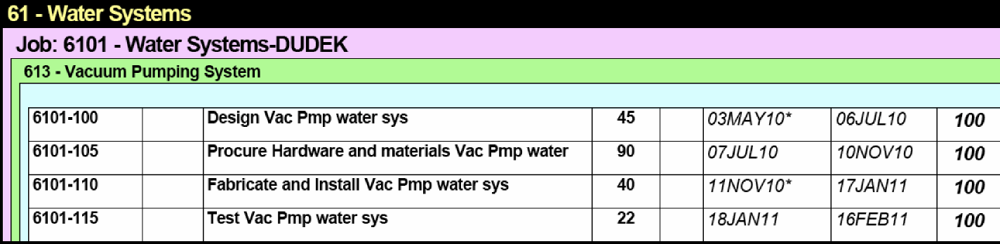 61 - Water Systems
Job: 6101 - Water Systems-DUDEK
613 - Vacuum Pumping System
6101-100 Design Vac Pmp water sys 45 03MAY10* 06JUL10 100
6101-105 Procure Hardware and materials Vac Pmp water 90 07JUL10 10NOV10 100
6101-110 Fabricate and Install Vac Pmp water sys 40 11NOV10* 17JAN11 100
6101-115 Test Vac Pmp water sys 22 18JAN11 16FEB11 100